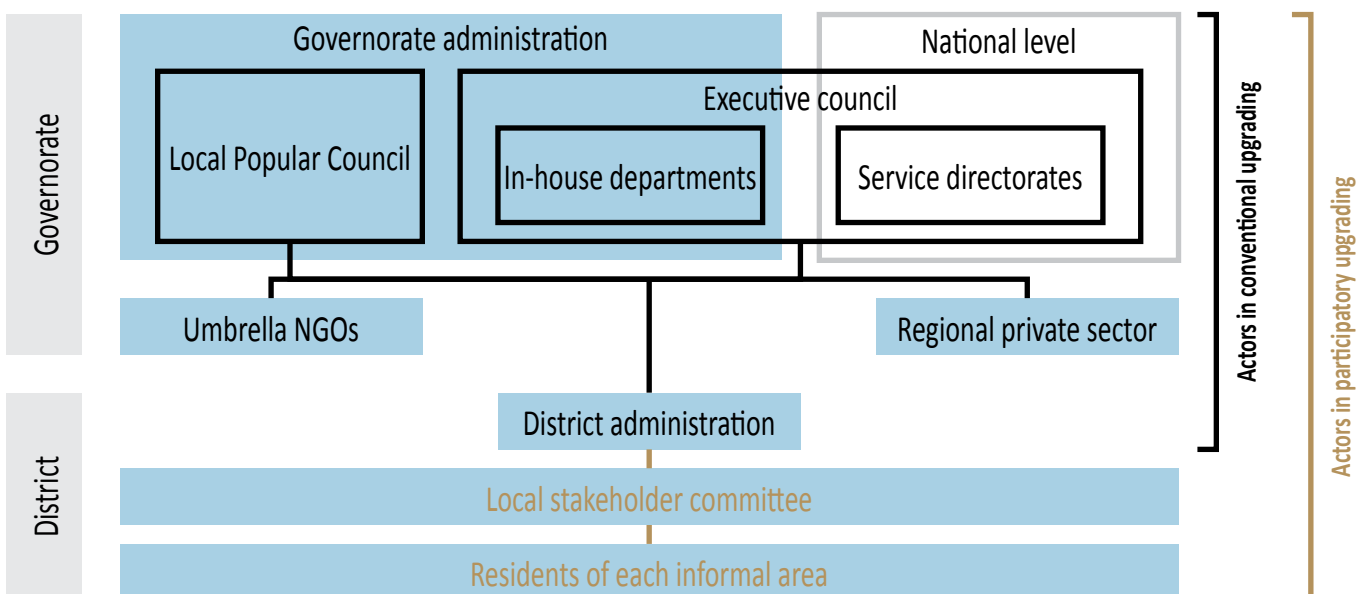 Governorate
Governorate administration
National level
Executive council
Local Popular Council
In-house departments
Service directorates
Umbrella NGOs
Regional private sector
District
District administration
Local stakeholder committee
Residents of each informal area
Actors in conventional upgrading
Actors in participatory upgrading